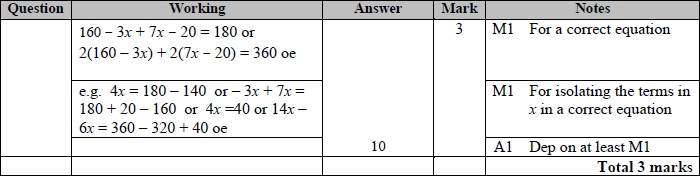 Question Working Answer Mark Notes
160 – 3x + 7x – 20 = 180 or
2(160 – 3x) + 2(7x – 20) = 360 oe
3 M1 For a correct equation
e.g. 4x = 180 – 140 or – 3x + 7x =
180 + 20 – 160 or 4x =40 or 14x –
6x = 360 – 320 + 40 oe
M1 For isolating the terms in
x in a correct equation
10 A1 Dep on at least M1
Total 3 marks